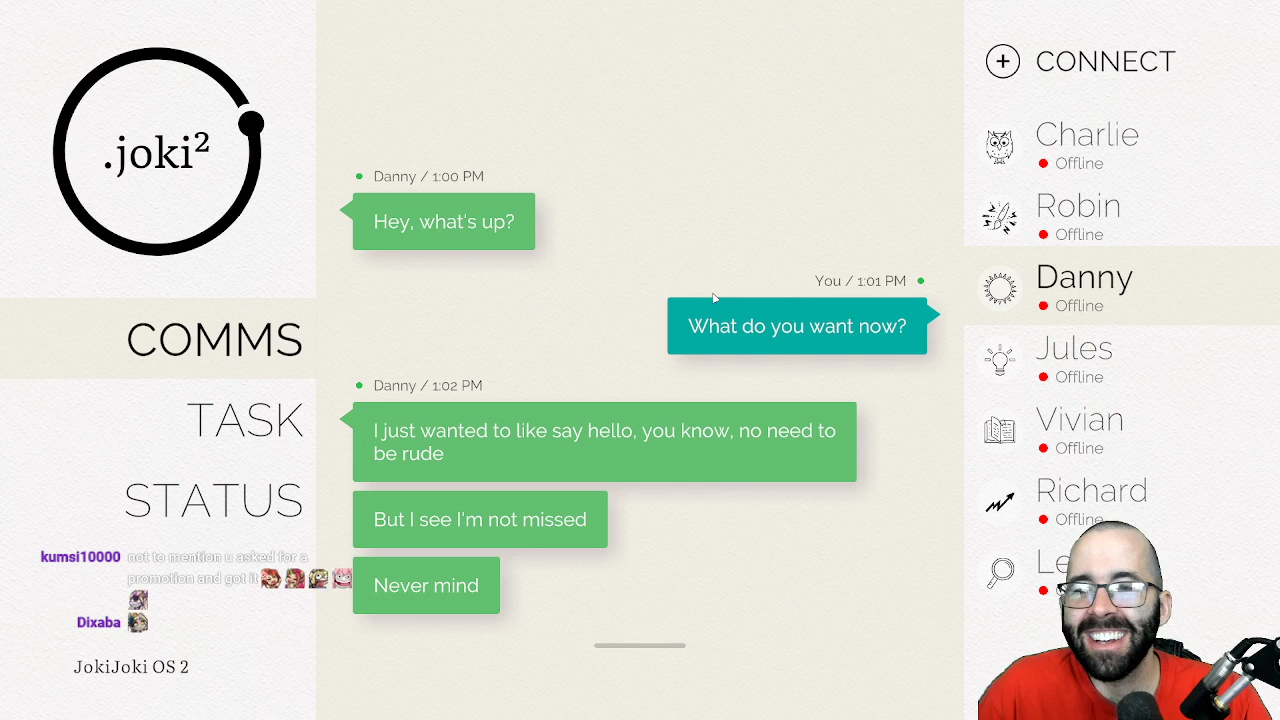 .joki²
COMMS
TASK
STATUS
kumsi10000 not to mention u asked for a
promotion and got it
Dixaba
JokiJoki OS 2
Danny / 1:00 PM
Hey, what's up?
You / 1:01 PM
What do you want now?
Danny / 1:02 PM
I just wanted to like say hello, you know, no need to
be rude
But I see I'm not missed
Never mind
+ CONNECT
Charlie
Offline
Robin
Offline
Danny
Offline
Jules
Offline
Vivian
Offline
Richard
Offline